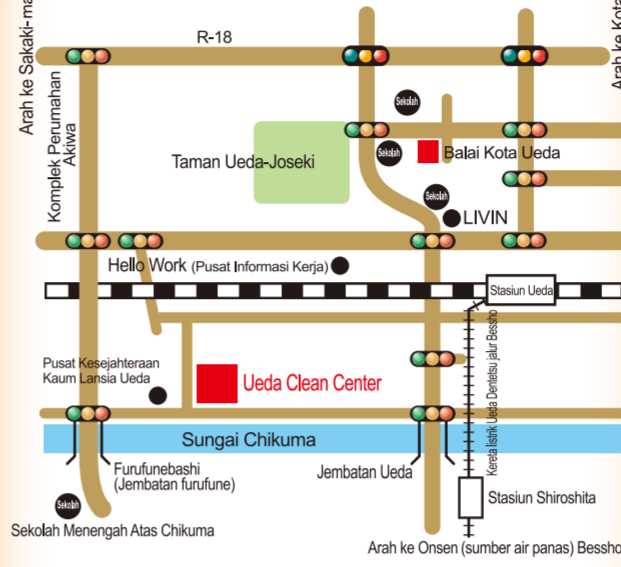 Arah ke Sakaki-ma
R-18
Arah ke Kota
Komplek Perumahan
Akiwa
Sekolah
Taman Ueda-Joseki
Sekolah
Balai Kota Ueda
Sekolah
LIVIN
Hello Work (Pusat Informasi Kerja)
Stasiun Ueda
Kereta listrik Ueda Dentetsu jalur Bessho
Pusat Kesejahteraan
Kaum Lansia Ueda
Ueda Clean Center
Sungai Chikuma
Furufunebashi
(Jembatan furufune)
Jembatan Ueda
Stasiun Shiroshita
Sekolah
Sekolah Menengah Atas Chikuma
Arah ke Onsen (sumber air panas) Bessho